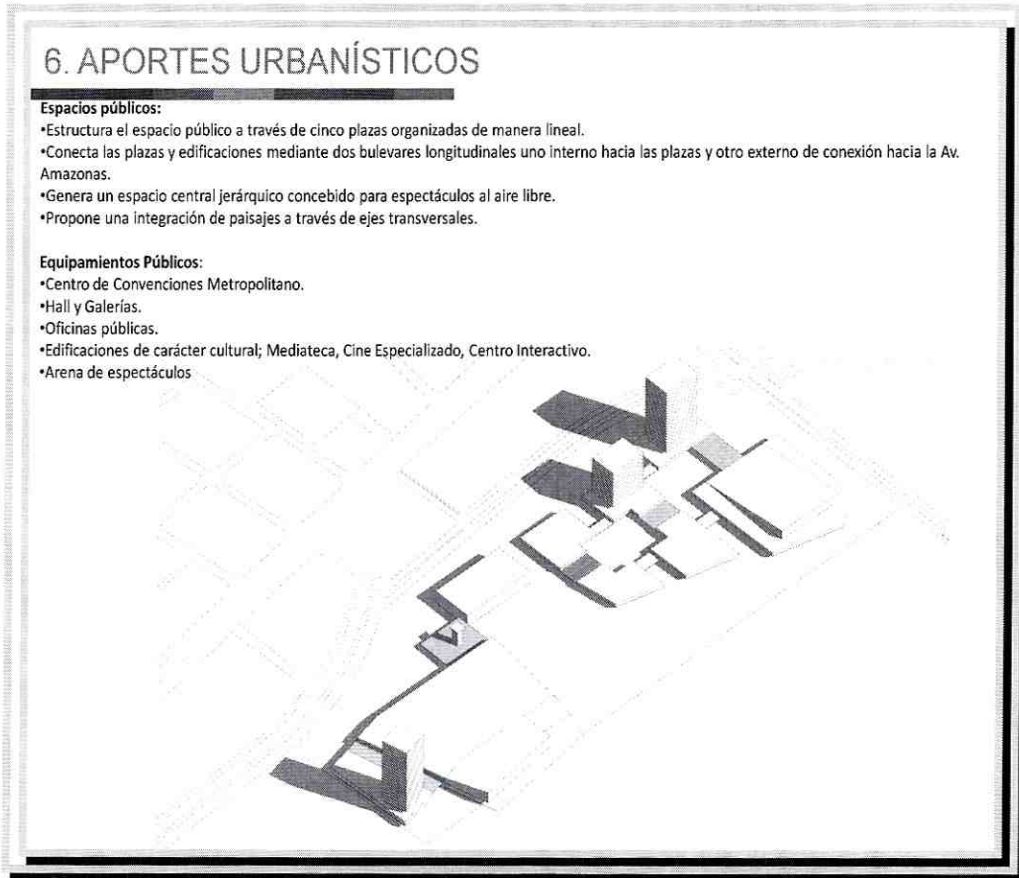 6. APORTES URBANÍSTICOS
Espacios públicos:
•Estructura el espacio público a través de cinco plazas organizadas de manera lineal.
•Conecta las plazas y edificaciones mediante dos bulevares longitudinales uno interno hacia las plazas y otro externo de conexión hacia la Av.
Amazonas.
•Genera un espacio central jerárquico concebido para espectáculos al aire libre.
•Propone una integración de paisajes a través de ejes transversales.
Equipamientos Públicos:
•Centro de Convenciones Metropolitano.
•Hall y Galerías.
•Oficinas públicas.
•Edificaciones de carácter cultural; Mediateca, Cine Especializado, Centro Interactivo.
•Arena de espectáculos